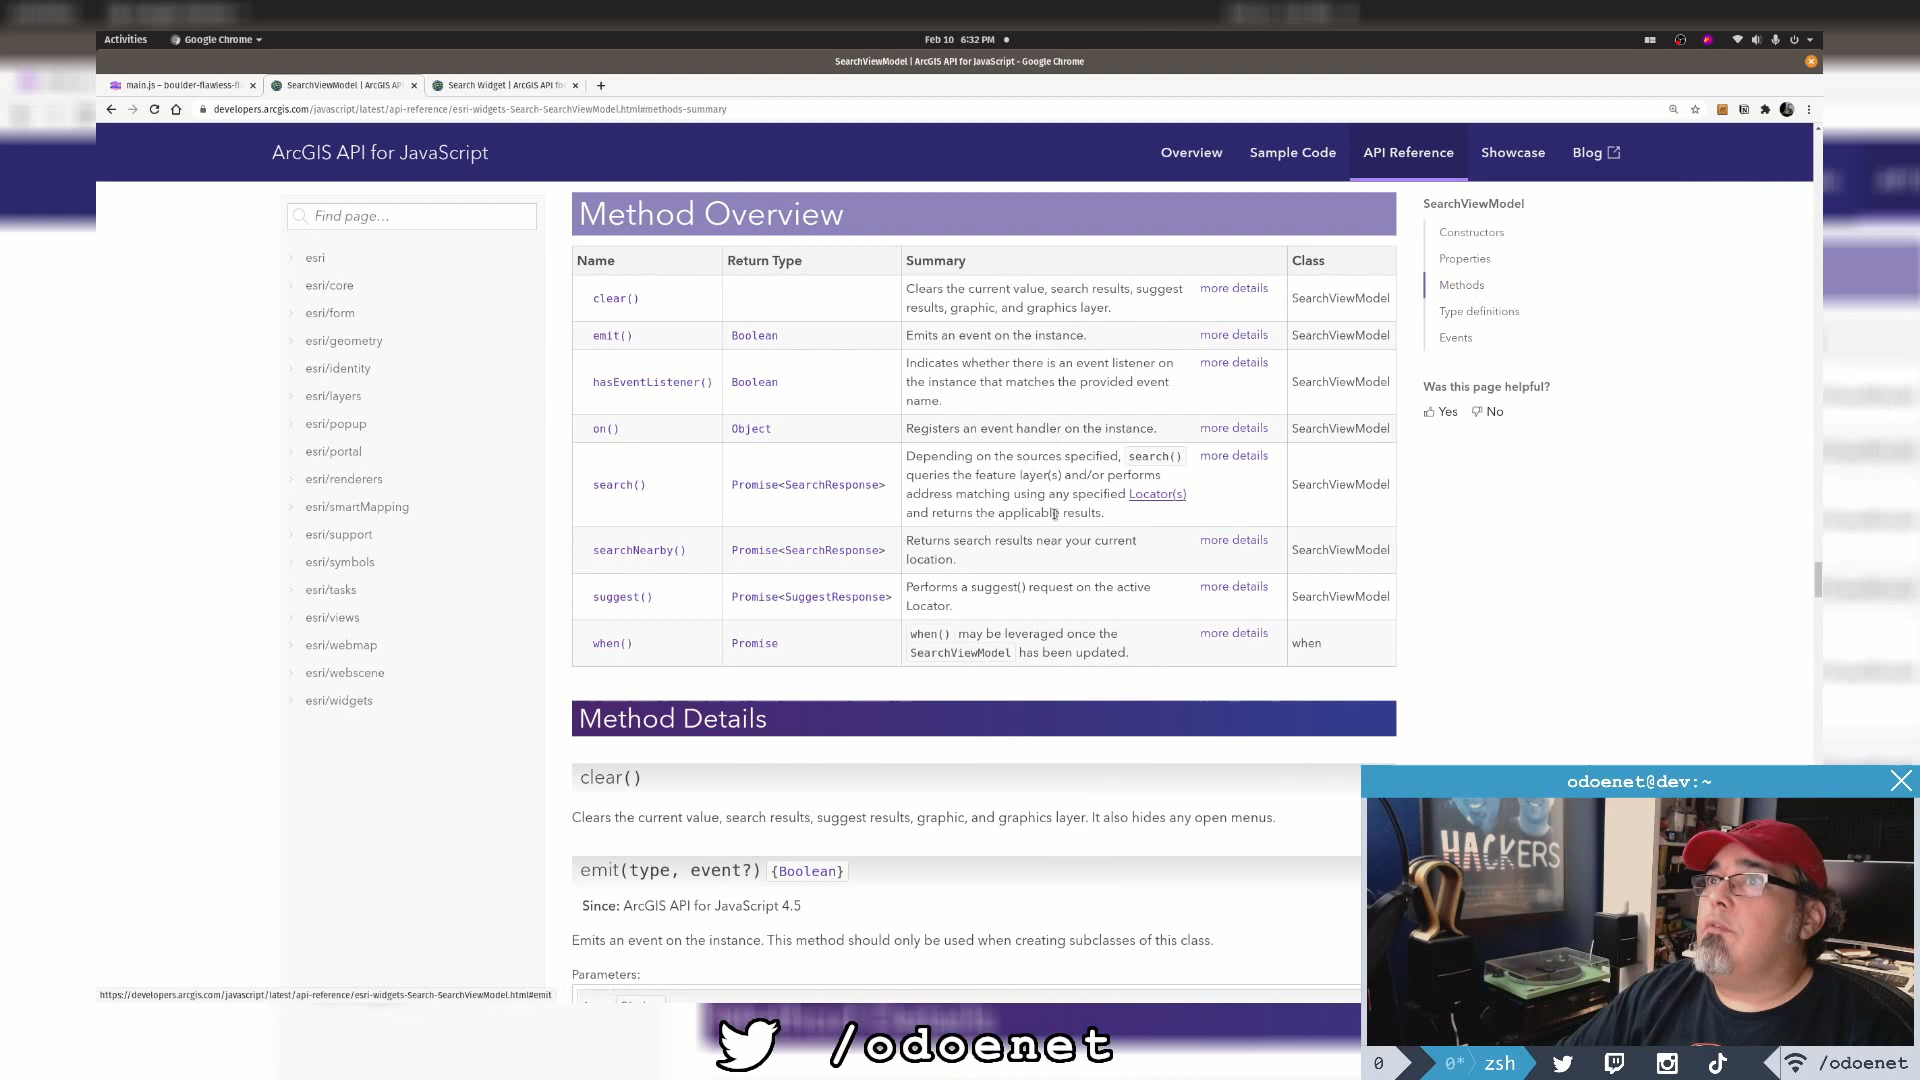 Activities
Google Chrome
Feb 10 6:32 PM
SearchViewModel | ArcGIS API for JavaScript - Google Chrome
main.js – boulder-flawless-fl
SearchViewModel | ArcGIS AP
Search Widget | ArcGIS API for
developers.arcgis.com/javascript/latest/api-reference/esri-widgets-Search-SearchViewModel.html#methods-summary
ArcGIS API for JavaScript
Overview
Sample Code
API Reference
Showcase
Blog
Find page...
esri
esri/core
esri/form
esri/geometry
esri/identity
esri/layers
esri/popup
esri/portal
esri/renderers
esri/smartMapping
esri/support
esri/symbols
esri/tasks
esri/views
esri/webmap
esri/webscene
esri/widgets
Method Overview
Name Return Type Summary Class
clear() Clears the current value, search results, suggest more details SearchViewModel
results, graphic, and graphics layer.
emit() Boolean Emits an event on the instance. more details SearchViewModel
hasEventListener() Boolean Indicates whether there is an event listener on more details SearchViewModel
the instance that matches the provided event
name.
on() Object Registers an event handler on the instance. more details SearchViewModel
search() Promise<SearchResponse> Depending on the sources specified, search() more details SearchViewModel
queries the feature layer(s) and/or performs
address matching using any specified Locator(s)
and returns the applicable results.
searchNearby() Promise<SearchResponse> Returns search results near your current more details SearchViewModel
location.
suggest() Promise<SuggestResponse> Performs a suggest() request on the active more details SearchViewModel
Locator.
when() Promise when() may be leveraged once the more details when
SearchViewModel has been updated.
Method Details
clear()
Clears the current value, search results, suggest results, graphic, and graphics layer. It also hides any open menus.
emit(type, event?) {Boolean}
Since: ArcGIS API for JavaScript 4.5
Emits an event on the instance. This method should only be used when creating subclasses of this class.
Parameters:
SearchViewModel
Constructors
Properties
Methods
Type definitions
Events
Was this page helpful?
Yes No
https://developers.arcgis.com/javascript/latest/api-reference/esri-widgets-Search-SearchViewModel.html#emit
odoenet@dev:~
HACKERS
/odoenet
0 0* zsh /odoenet